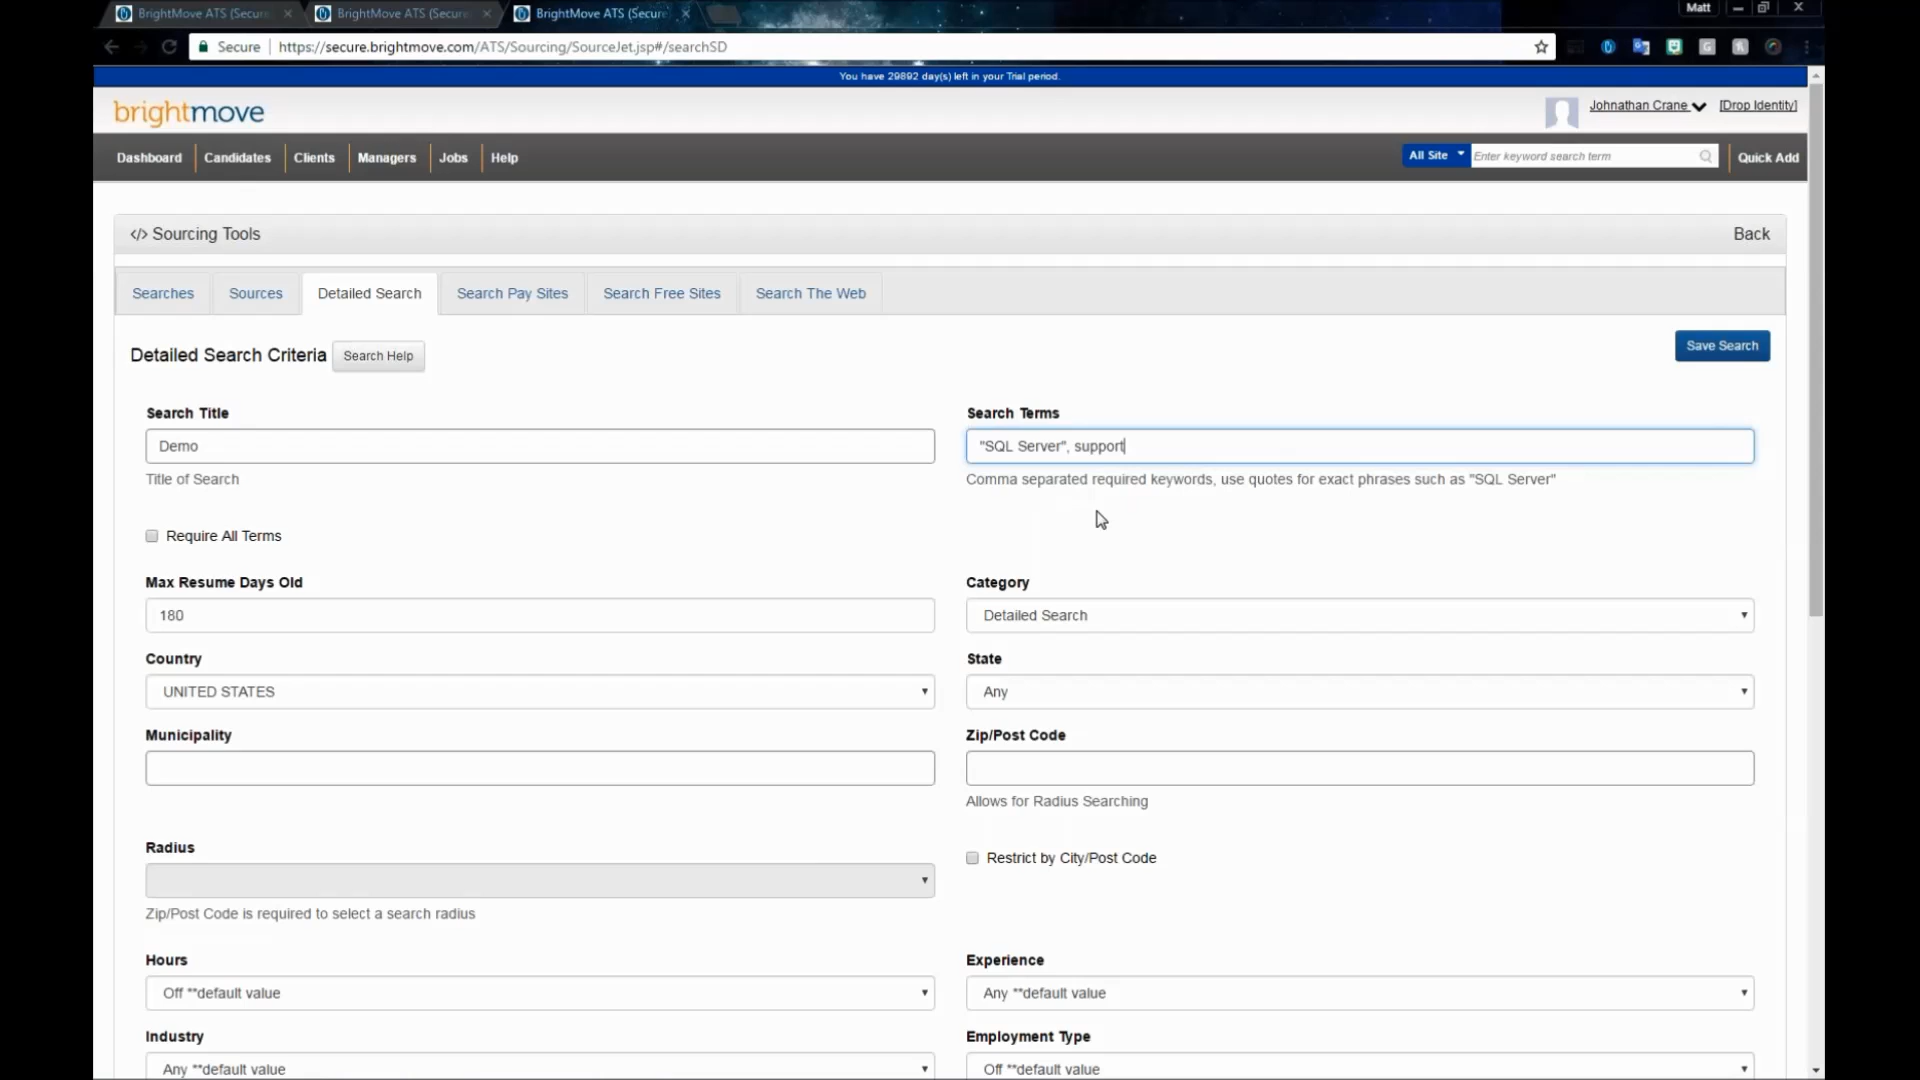 BrightMove ATS (Secure
BrightMove ATS (Secure
BrightMove ATS (Secure
Matt
Secure
https://secure.brightmove.com/ATS/Sourcing/SourceJet.jsp#/searchSD
You have 29892 day(s) left in your Trial period.
brightmove
Johnathan Crane
[Drop Identity]
Dashboard
Candidates
Clients
Managers
Jobs
Help
All Site
Enter keyword search term
Quick Add
</> Sourcing Tools
Back
Searches
Sources
Detailed Search
Search Pay Sites
Search Free Sites
Search The Web
Detailed Search Criteria
Search Help
Save Search
Search Title
Search Terms
Demo
"SQL Server", support
Title of Search
Comma separated required keywords, use quotes for exact phrases such as "SQL Server"
Require All Terms
Max Resume Days Old
Category
180
Detailed Search
Country
State
UNITED STATES
Any
Municipality
Zip/Post Code
Allows for Radius Searching
Radius
Restrict by City/Post Code
Zip/Post Code is required to select a search radius
Hours
Experience
Off **default value
Any **default value
Industry
Employment Type
Any **default value
Off **default value